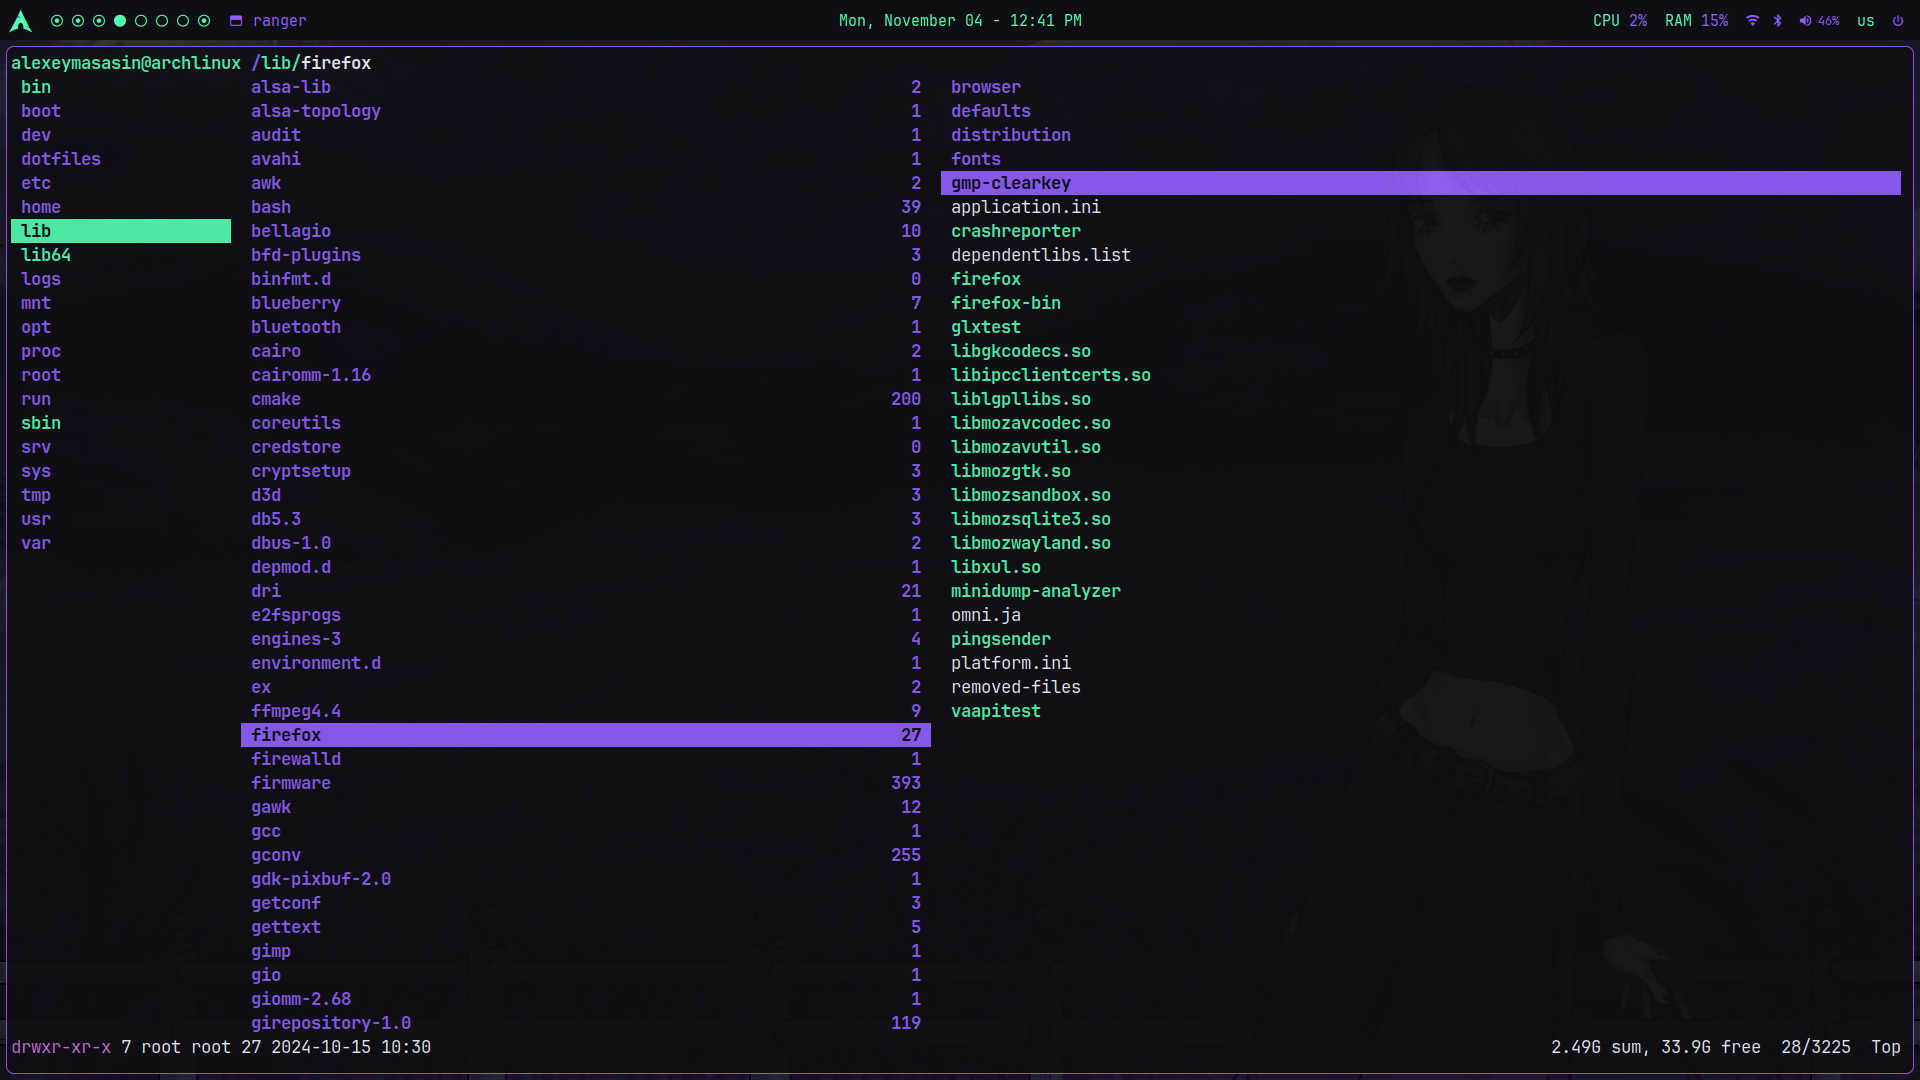 ranger Mon, November 04 - 12:41 PM CPU 2% RAM 15% 46% us
alexeymasasin@archlinux /lib/firefox
bin alsa-lib 2 browser
boot alsa-topology 1 defaults
dev audit 1 distribution
dotfiles avahi 1 fonts
etc awk 2 gmp-clearkey
home bash 39 application.ini
lib bellagio 10 crashreporter
lib64 bfd-plugins 3 dependentlibs.list
logs binfmt.d 0 firefox
mnt blueberry 7 firefox-bin
opt bluetooth 1 glxtest
proc cairo 2 libgkcodecs.so
root cairomm-1.16 1 libipcclientcerts.so
run cmake 200 liblgpllibs.so
sbin coreutils 1 libmozavcodec.so
srv credstore 0 libmozavutil.so
sys cryptsetup 3 libmozgtk.so
tmp d3d 3 libmozsandbox.so
usr db5.3 3 libmozsqlite3.so
var dbus-1.0 2 libmozwayland.so
depmod.d 1 libxul.so
dri 21 minidump-analyzer
e2fsprogs 1 omni.ja
engines-3 4 pingsender
environment.d 1 platform.ini
ex 2 removed-files
ffmpeg4.4 9 vaapitest
firefox 27
firewalld 1
firmware 393
gawk 12
gcc 1
gconv 255
gdk-pixbuf-2.0 1
getconf 3
gettext 5
gimp 1
gio 1
giomm-2.68 1
girepository-1.0 119
drwxr-xr-x 7 root root 27 2024-10-15 10:30 2.49G sum, 33.9G free 28/3225 Top